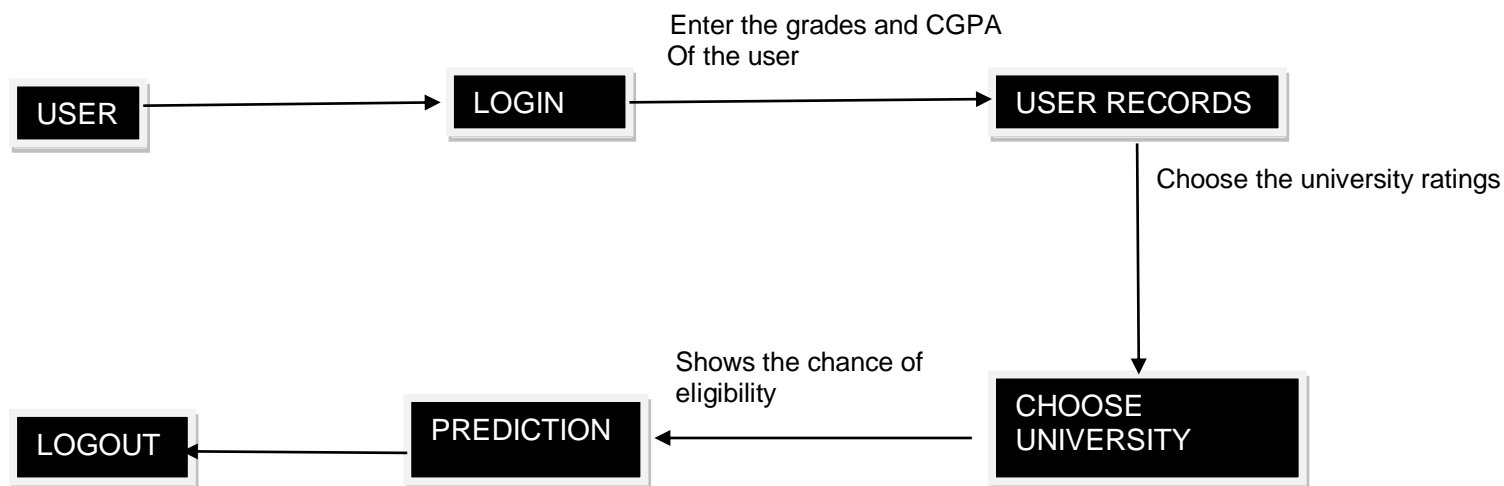 Enter the grades and CGPA
Of the user
USER
LOGIN
USER RECORDS
Choose the university ratings
Shows the chance of
eligibility
CHOOSE
UNIVERSITY
PREDICTION
LOGOUT